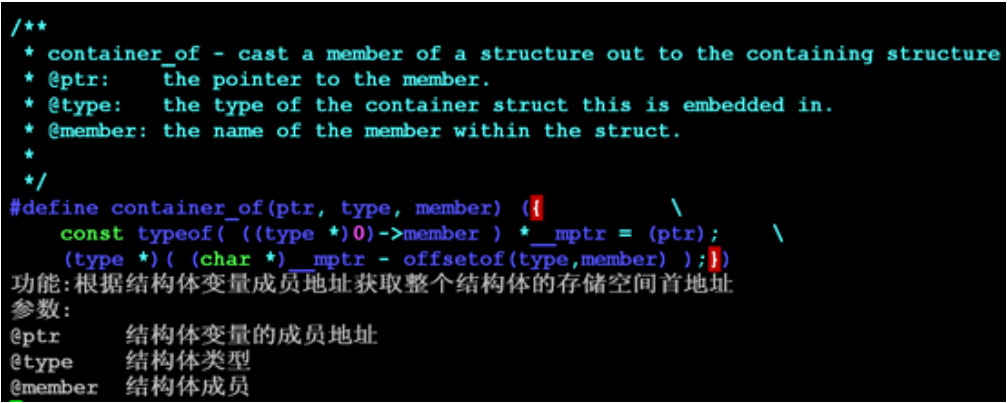 /**
 * container_of - cast a member of a structure out to the containing structure
 * @ptr:    the pointer to the member.
 * @type:   the type of the container struct this is embedded in.
 * @member: the name of the member within the struct.
 *
 */
#define container_of(ptr, type, member) ({          \
    const typeof( ((type *)0)->member ) *__mptr = (ptr);    \
    (type *)( (char *)__mptr - offsetof(type,member) );})
功能:根据结构体变量成员地址获取整个结构体的存储空间首地址
参数:
@ptr    结构体变量的成员地址
@type   结构体类型
@member 结构体成员